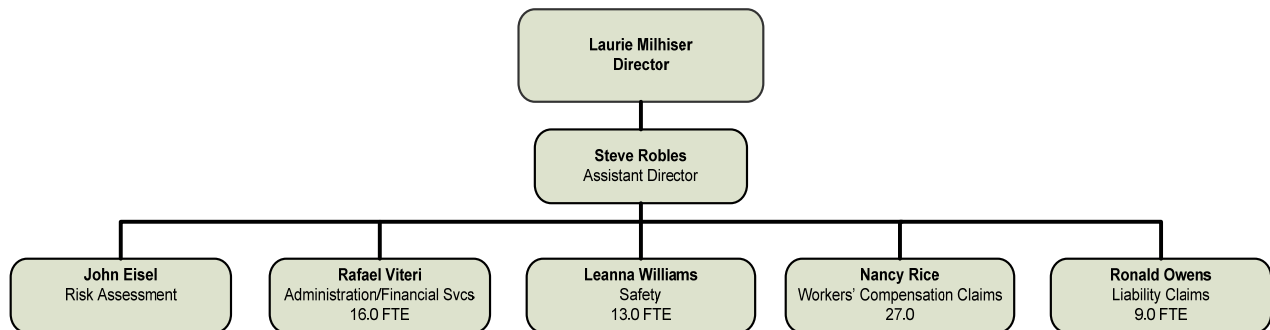 Laurie Milhiser
Director
Steve Robles
Assistant Director
John Eisel
Risk Assessment
Rafael Viteri
Administration/Financial Svcs
16.0 FTE
Leanna Williams
Safety
13.0 FTE
Nancy Rice
Workers' Compensation Claims
27.0
Ronald Owens
Liability Claims
9.0 FTE